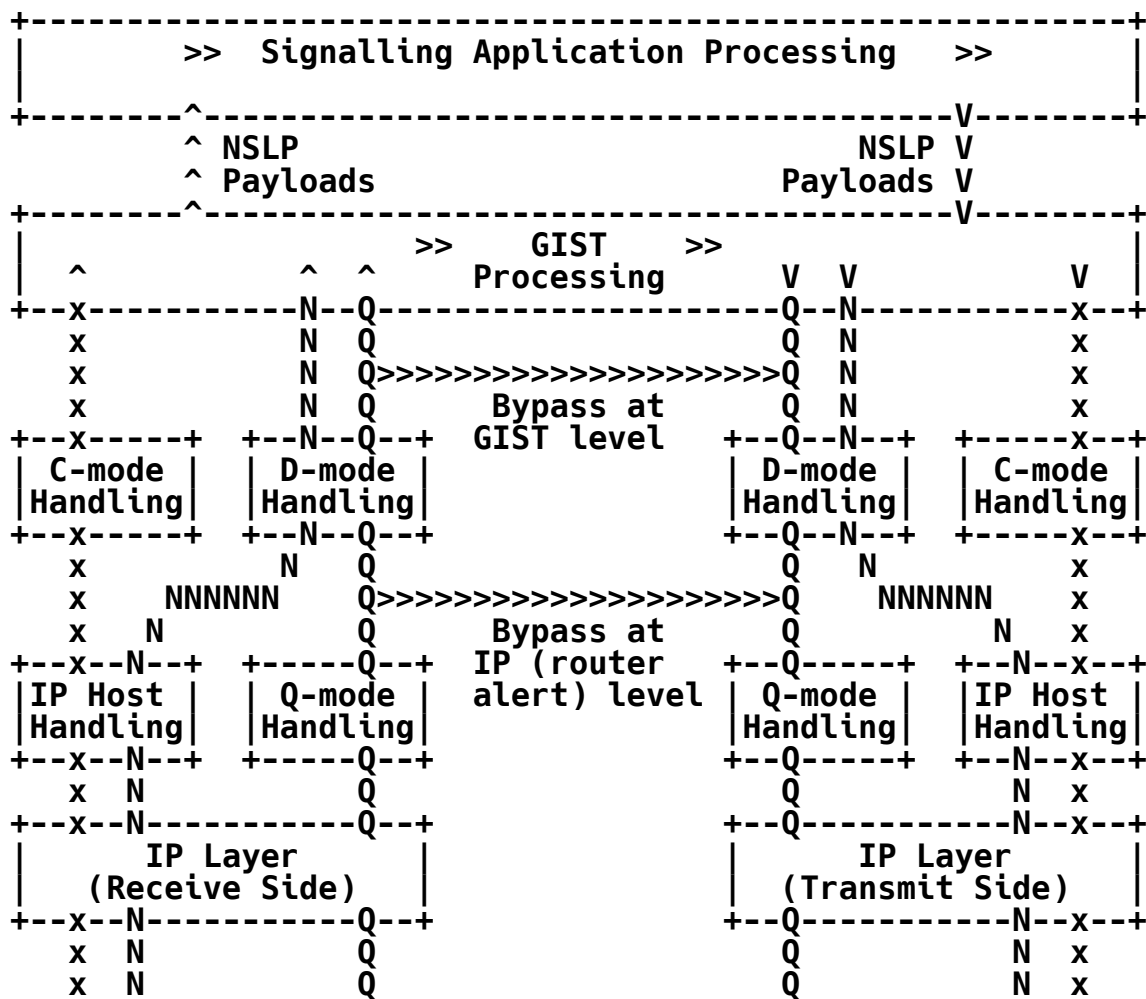 +----------------------------------------------------------+
|        >>  Signalling Application Processing   >>        |
|                                                          |
+--------^---------------------------------------V--------+
         ^ NSLP                             NSLP V
         ^ Payloads                     Payloads V
+--------^---------------------------------------V--------+
|                    >>    GIST    >>                     |
|  ^           ^  ^     Processing      V  V           V  |
+--x-----------N--Q---------------------Q--N-----------x--+
   x           N  Q                     Q  N           x
   x           N  Q>>>>>>>>>>>>>>>>>>>>>Q  N           x
   x           N  Q      Bypass at      Q  N           x
+--x-----+  +--N--Q--+  GIST level   +--Q--N--+  +-----x--+
| C-mode |  | D-mode |               | D-mode |  | C-mode |
|Handling|  |Handling|               |Handling|  |Handling|
+--x-----+  +--N--Q--+               +--Q--N--+  +-----x--+
   x          N   Q                     Q   N          x
   x    NNNNNN    Q>>>>>>>>>>>>>>>>>>>>>Q    NNNNNN    x
   x   N          Q      Bypass at      Q          N   x
+--x--N--+  +-----Q--+  IP (router   +--Q-----+  +--N--x--+
|IP Host |  | Q-mode |  alert) level | Q-mode |  |IP Host |
|Handling|  |Handling|               |Handling|  |Handling|
+--x--N--+  +-----Q--+               +--Q-----+  +--N--x--+
   x  N           Q                     Q           N  x
+--x--N-----------Q--+               +--Q-----------N--x--+
|      IP Layer      |               |      IP Layer      |
|   (Receive Side)   |               |  (Transmit Side)   |
+--x--N-----------Q--+               +--Q-----------N--x--+
   x  N           Q                     Q           N  x
   x  N           Q                     Q           N  x